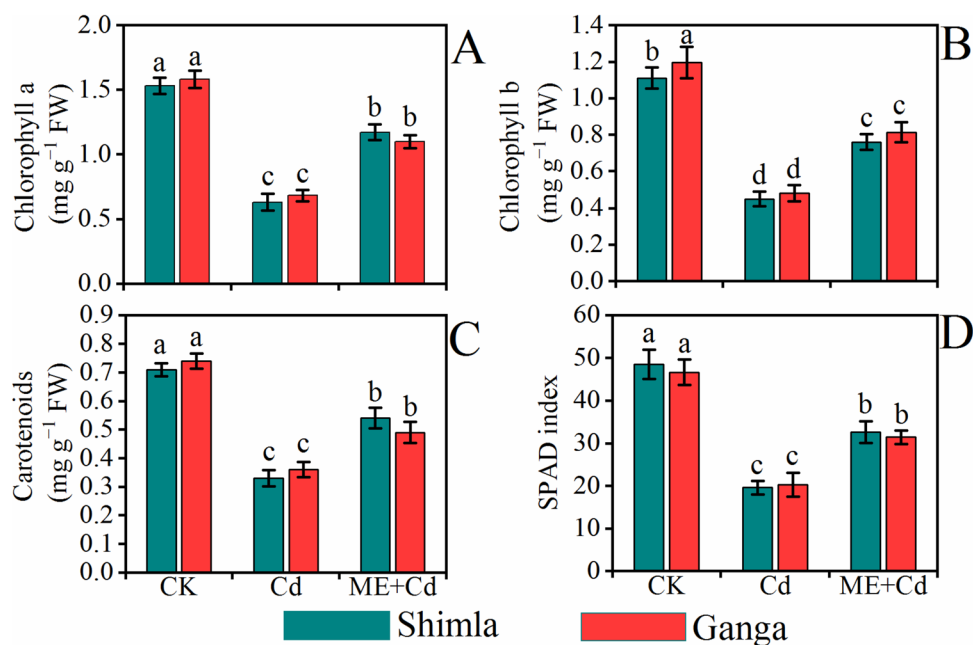 A
Chlorophyll a
(mg g⁻¹ FW)
2.0
1.5
1.0
0.5
0.0
a a
c c
b b
B
Chlorophyll b
(mg g⁻¹ FW)
1.4
1.2
1.0
0.8
0.6
0.4
0.2
0.0
b a
d d
c c
C
Carotenoids
(mg g⁻¹ FW)
0.9
0.8
0.7
0.6
0.5
0.4
0.3
0.2
0.1
0.0
a a
c c
b b
CK Cd ME+Cd
D
SPAD index
60
50
40
30
20
10
0
a a
c c
b b
CK Cd ME+Cd
Shimla Ganga